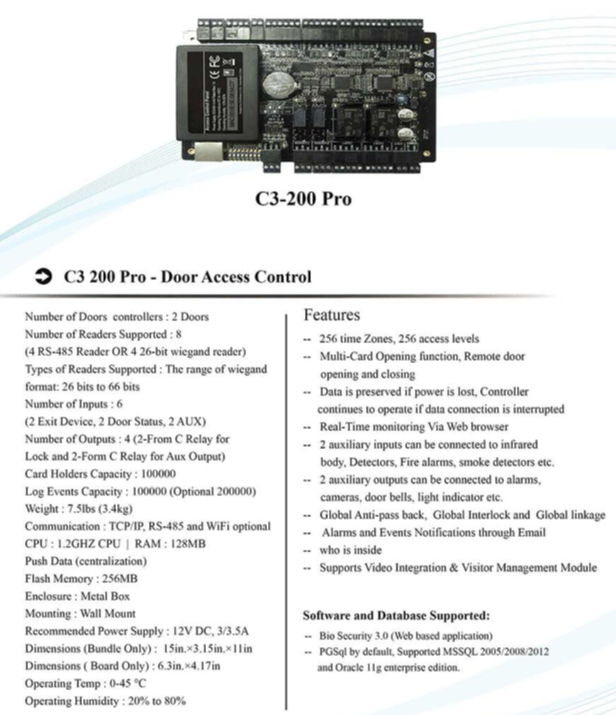 C3-200 Pro
C3 200 Pro - Door Access Control
Number of Doors controllers : 2 Doors
Number of Readers Supported : 8
(4 RS-485 Reader OR 4 26-bit wiegand reader)
Types of Readers Supported : The range of wiegand
format: 26 bits to 66 bits
Number of Inputs : 6
(2 Exit Device, 2 Door Status, 2 AUX)
Number of Outputs : 4 (2-From C Relay for
Lock and 2-Form C Relay for Aux Output)
Card Holders Capacity : 100000
Log Events Capacity : 100000 (Optional 200000)
Weight : 7.5lbs (3.4kg)
Communication : TCP/IP, RS-485 and WiFi optional
CPU : 1.2GHZ CPU | RAM : 128MB
Push Data (centralization)
Flash Memory : 256MB
Enclosure : Metal Box
Mounting : Wall Mount
Recommended Power Supply : 12V DC, 3/3.5A
Dimensions (Bundle Only) : 15in.×3.15in.×11in
Dimensions ( Board Only) : 6.3in.×4.17in
Operating Temp : 0-45 °C
Operating Humidity : 20% to 80%
Features
-- 256 time Zones, 256 access levels
-- Multi-Card Opening function, Remote door
opening and closing
-- Data is preserved if power is lost, Controller
continues to operate if data connection is interrupted
-- Real-Time monitoring Via Web browser
-- 2 auxiliary inputs can be connected to infrared
body, Detectors, Fire alarms, smoke detectors etc.
-- 2 auxiliary outputs can be connected to alarms,
cameras, door bells, light indicator etc.
-- Global Anti-pass back, Global Interlock and Global linkage
-- Alarms and Events Notifications through Email
-- who is inside
-- Supports Video Integration & Visitor Management Module
Software and Database Supported:
-- Bio Security 3.0 (Web based application)
-- PGSql by default, Supported MSSQL 2005/2008/2012
and Oracle 11g enterprise edition.